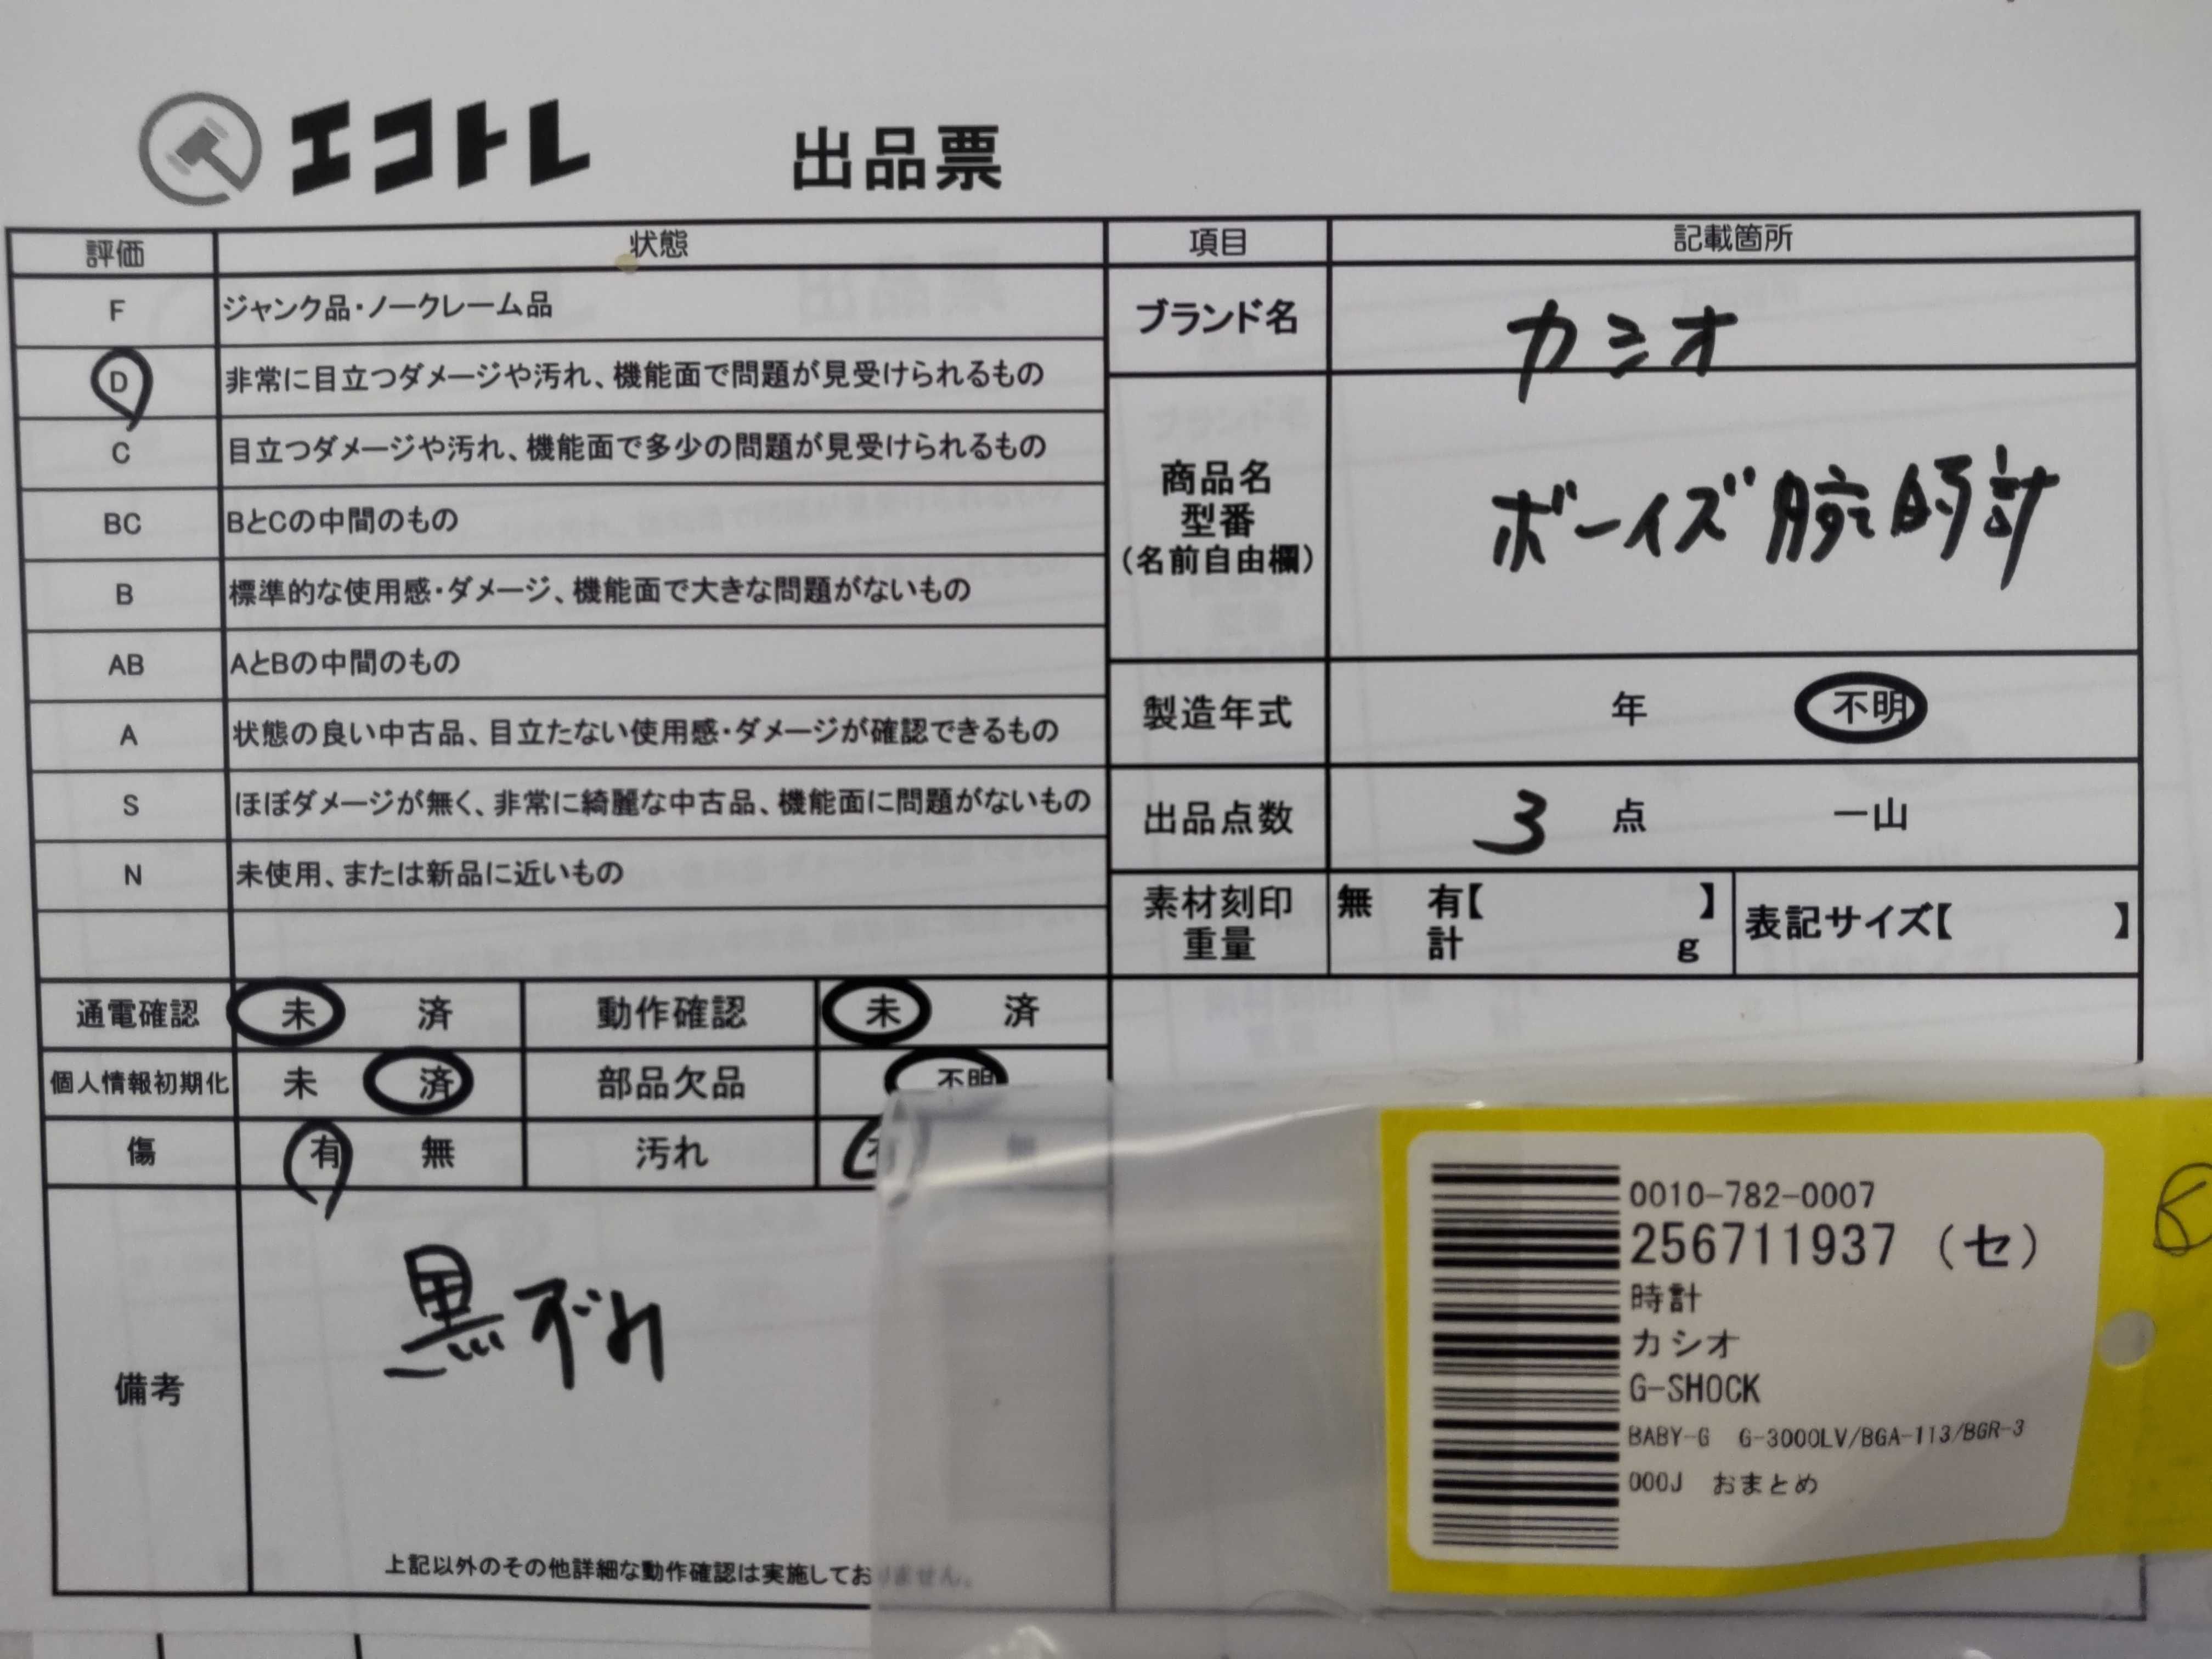 エコトレ 出品票
評価 状態
F ジャンク品・ノークレーム品
D 非常に目立つダメージや汚れ、機能面で問題が見受けられるもの
C 目立つダメージや汚れ、機能面で多少の問題が見受けられるもの
BC BとCの中間のもの
B 標準的な使用感・ダメージ、機能面で大きな問題がないもの
AB AとBの中間のもの
A 状態の良い中古品、目立たない使用感・ダメージが確認できるもの
S ほぼダメージが無く、非常に綺麗な中古品、機能面に問題がないもの
N 未使用、または新品に近いもの
通電確認 未 済 動作確認 未 済
個人情報初期化 未 済 部品欠品 不明
傷 有 無 汚れ 無
備考
黒ずみ
上記以外のその他詳細な動作確認は実施しておりません。
項目 記載箇所
ブランド名 カシオ
商品名
型番
(名前自由欄)
ボーイズ腕時計
製造年式 年 不明
出品点数 3 点 一山
素材刻印 無 有【 】 表記サイズ【 】
重量 計 g
0010-782-0007
256711937 (セ)
時計
カシオ
G-SHOCK
BABY-G G-3000LV/BGA-113/BGR-3
000J おまとめ